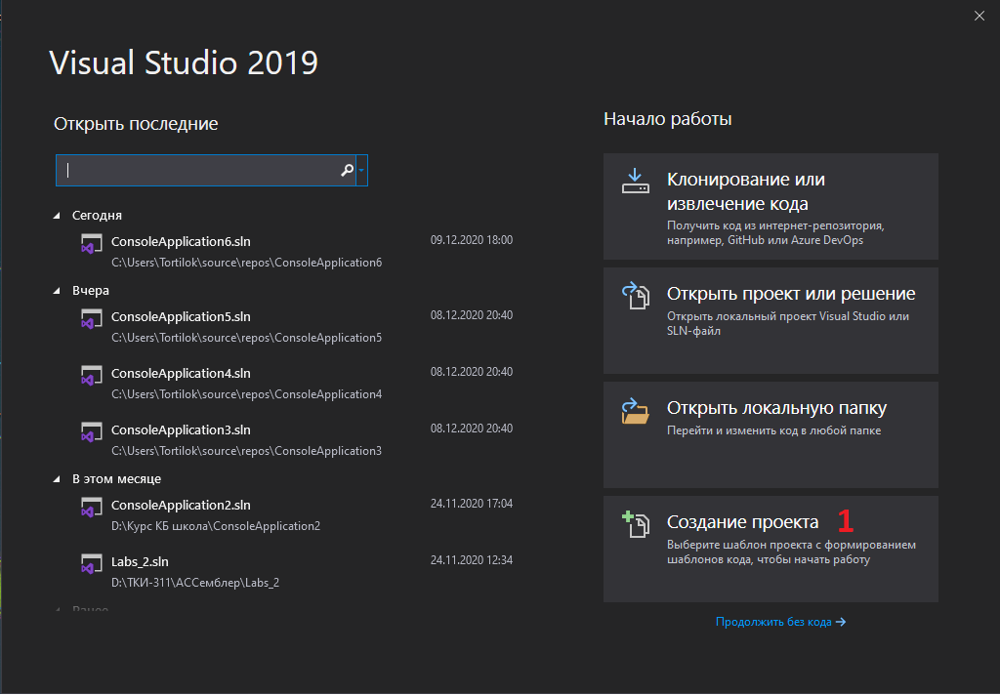 Visual Studio 2019
Открыть последние
Сегодня
ConsoleApplication6.sln 09.12.2020 18:00
C:\Users\Tortilok\source\repos\ConsoleApplication6
Вчера
ConsoleApplication5.sln 08.12.2020 20:40
C:\Users\Tortilok\source\repos\ConsoleApplication5
ConsoleApplication4.sln 08.12.2020 20:40
C:\Users\Tortilok\source\repos\ConsoleApplication4
ConsoleApplication3.sln 08.12.2020 20:40
C:\Users\Tortilok\source\repos\ConsoleApplication3
В этом месяце
ConsoleApplication2.sln 24.11.2020 17:04
D:\Курс КБ школа\ConsoleApplication2
Labs_2.sln 24.11.2020 12:34
D:\ТКИ-311\АССемблер\Labs_2
Ранее
Начало работы
Клонирование или
извлечение кода
Получить код из интернет-репозитория,
например, GitHub или Azure DevOps
Открыть проект или решение
Открыть локальный проект Visual Studio или
SLN-файл
Открыть локальную папку
Перейти и изменить код в любой папке
Создание проекта 1
Выберите шаблон проекта с формированием
шаблонов кода, чтобы начать работу
Продолжить без кода